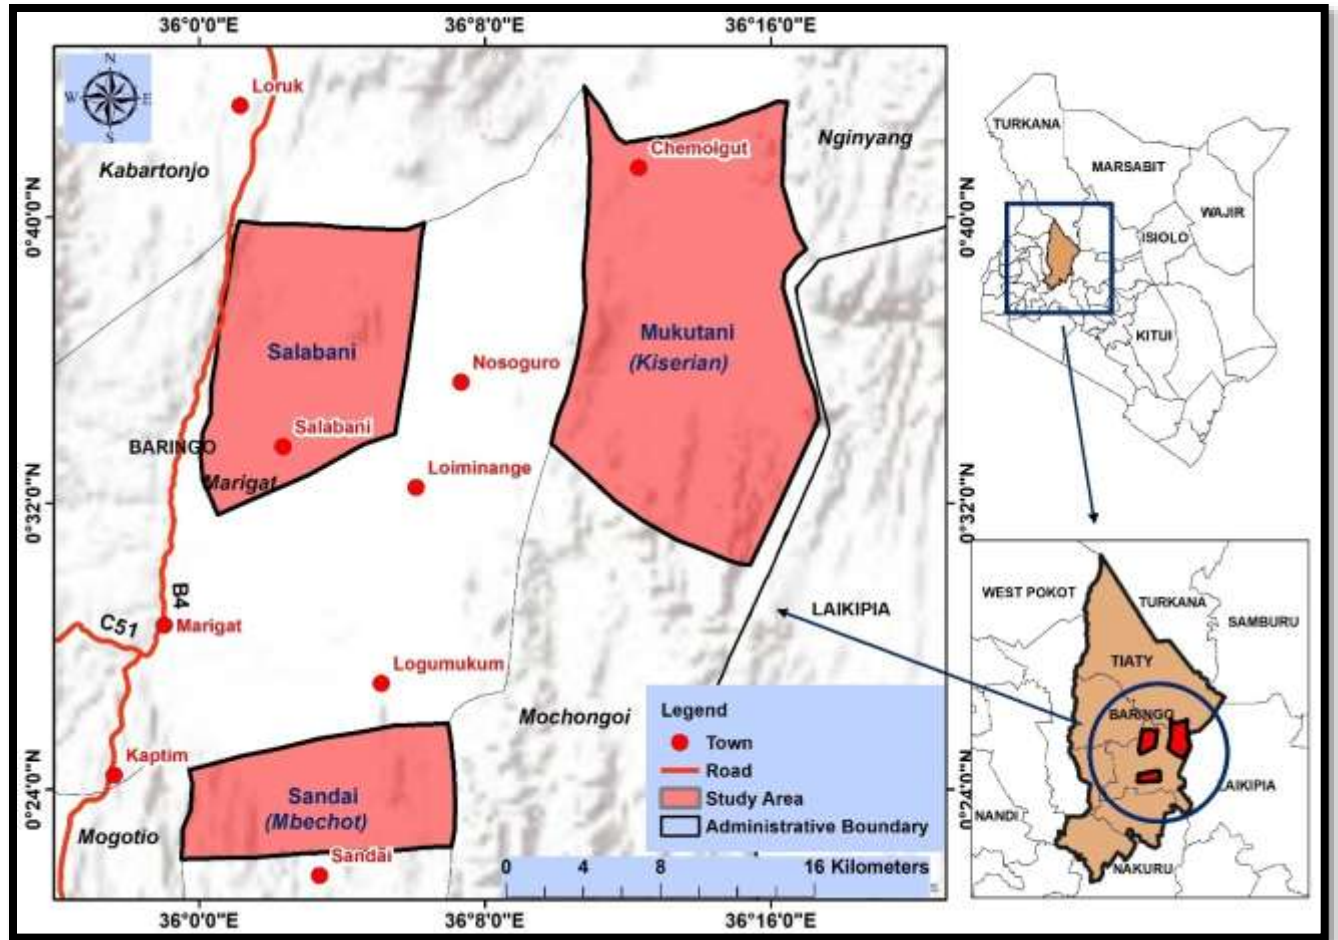 36°0'0"E
36°8'0"E
36°16'0"E
N
W
E
S
Loruk
Kabartonjo
Chemolgut
Nginyang
0°40'0"N
0°40'0"N
Salabani
Mukutani
(Kiserian)
Nosoguro
Salabani
BARINGO
Marigat
Loiminange
0°32'0"N
0°32'0"N
B4
C51
Marigat
LAIKIPIA
Logumukum
Mochongoi
Kaptim
Sandai
(Mbechot)
0°24'0"N
0°24'0"N
Mogotio
Sandai
Legend
Town
Road
Study Area
Administrative Boundary
0 4 8 16 Kilometers
36°0'0"E
36°8'0"E
36°16'0"E
TURKANA
MARSABIT
WAJIR
ISIOLO
KITUI
WEST POKOT
TURKANA
SAMBURU
TIATY
BARINGO
LAIKIPIA
NANDI
NAKURU